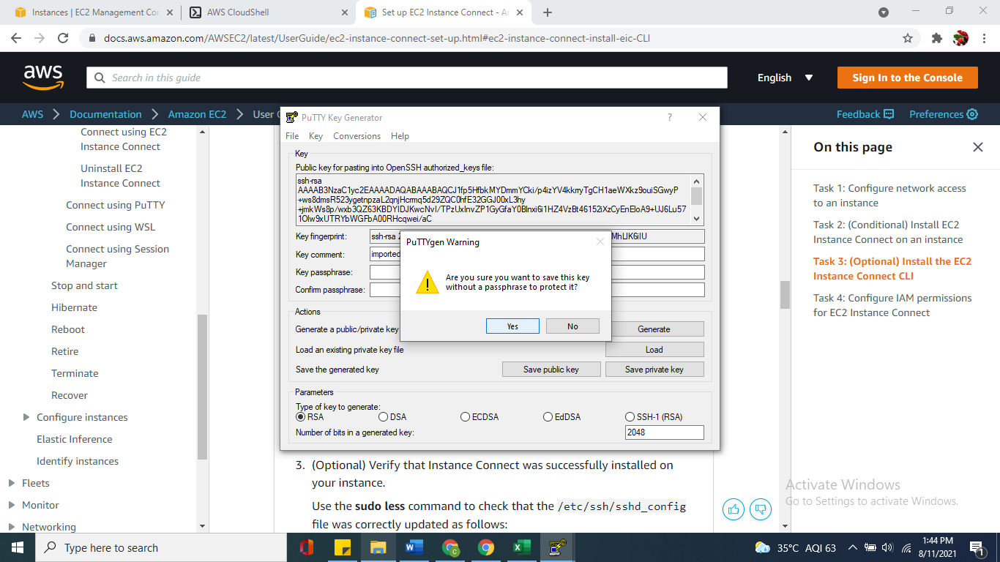 Instances | EC2 Management Con
AWS CloudShell
Set up EC2 Instance Connect - Am
docs.aws.amazon.com/AWSEC2/latest/UserGuide/ec2-instance-connect-set-up.html#ec2-instance-connect-install-eic-CLI
aws
Search in this guide
English
Sign In to the Console
AWS
Documentation
Amazon EC2
User
Feedback
Preferences
Connect using EC2
Instance Connect
Uninstall EC2
Instance Connect
Connect using PuTTY
Connect using WSL
Connect using Session
Manager
Stop and start
Hibernate
Reboot
Retire
Terminate
Recover
Configure instances
Elastic Inference
Identify instances
Fleets
Monitor
Networking
PuTTY Key Generator
?
File Key Conversions Help
Key
Public key for pasting into OpenSSH authorized_keys file:
ssh-rsa
Key fingerprint:
ssh-rsa
MhLlK6iIU
Key comment:
imported
Key passphrase:
Confirm passphrase:
PuTTYgen Warning
Are you sure you want to save this key
without a passphrase to protect it?
Yes
No
Actions
Generate a public/private key
Generate
Load an existing private key file
Load
Save the generated key
Save public key
Save private key
Parameters
Type of key to generate:
RSA
DSA
ECDSA
EdDSA
SSH-1 (RSA)
Number of bits in a generated key:
2048
3. (Optional) Verify that Instance Connect was successfully installed on
your instance.
Use the sudo less command to check that the /etc/ssh/sshd_config
file was correctly updated as follows:
On this page
Task 1: Configure network access
to an instance
Task 2: (Conditional) Install EC2
Instance Connect on an instance
Task 3: (Optional) Install the EC2
Instance Connect CLI
Task 4: Configure IAM permissions
for EC2 Instance Connect
Activate Windows
Go to Settings to activate Windows.
Type here to search
35°C AQI 63
1:44 PM
8/11/2021
1